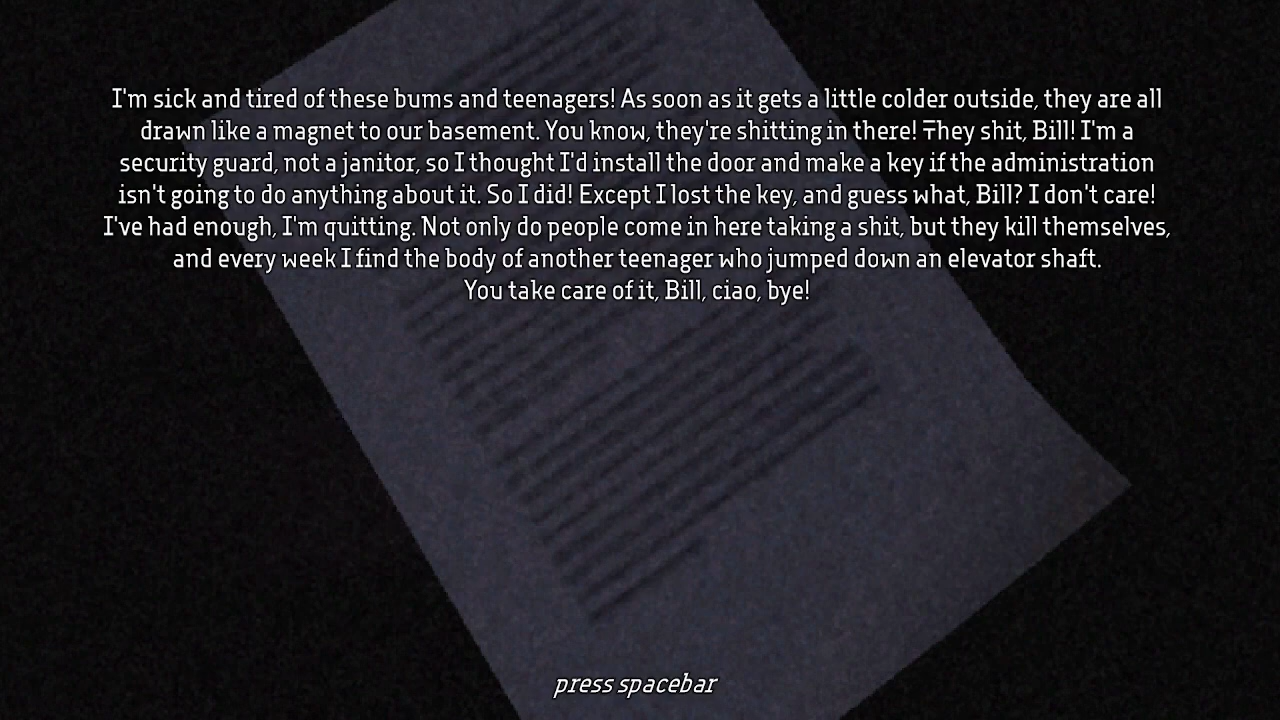 I'm sick and tired of these bums and teenagers! As soon as it gets a little colder outside, they are all
drawn like a magnet to our basement. You know, they're shitting in there! They shit, Bill! I'm a
security guard, not a janitor, so I thought I'd install the door and make a key if the administration
isn't going to do anything about it. So I did! Except I lost the key, and guess what, Bill? I don't care!
I've had enough, I'm quitting. Not only do people come in here taking a shit, but they kill themselves,
and every week I find the body of another teenager who jumped down an elevator shaft.
You take care of it, Bill, ciao, bye!
press spacebar